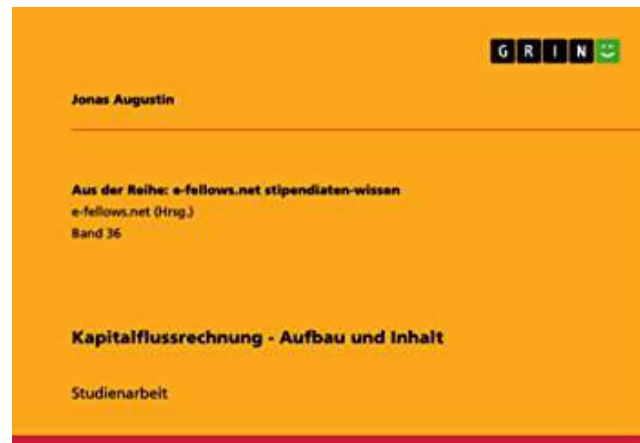 GRIN
Jonas Augustin
Aus der Reihe: e-fellows.net stipendiaten-wissen
e-fellows.net (Hrsg.)
Band 36
Kapitalflussrechnung - Aufbau und Inhalt
Studienarbeit